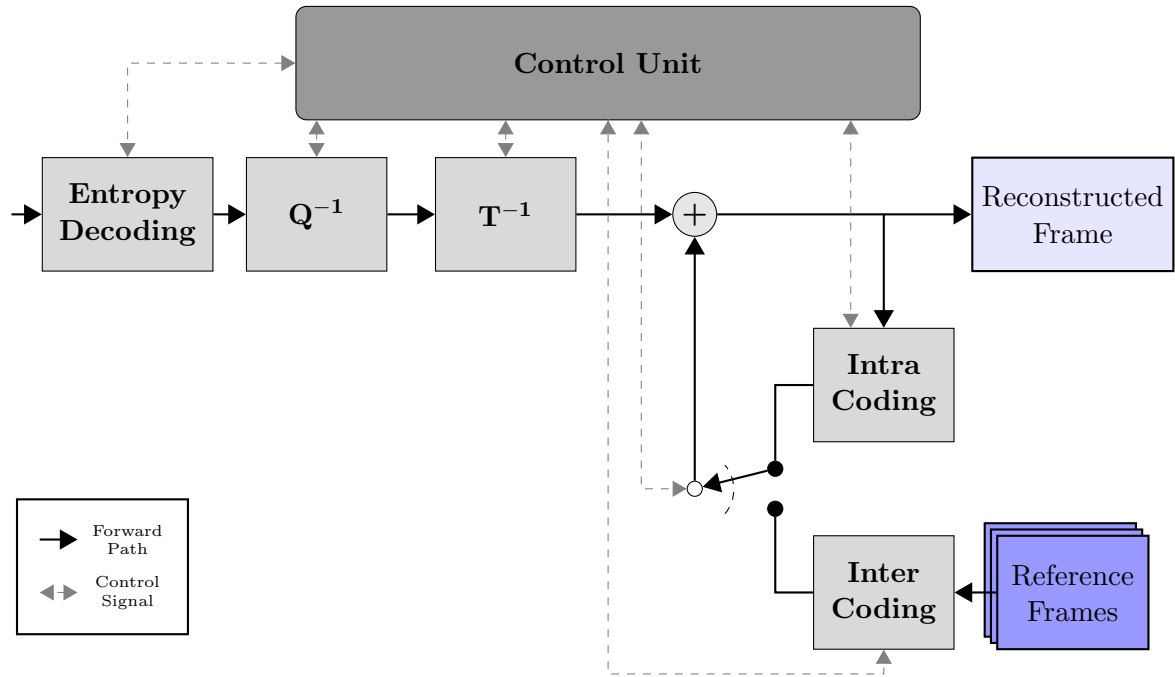 Control Unit
Entropy
Decoding
Q⁻¹
T⁻¹
+
Reconstructed
Frame
Intra
Coding
Inter
Coding
Reference
Frames
Forward
Path
Control
Signal